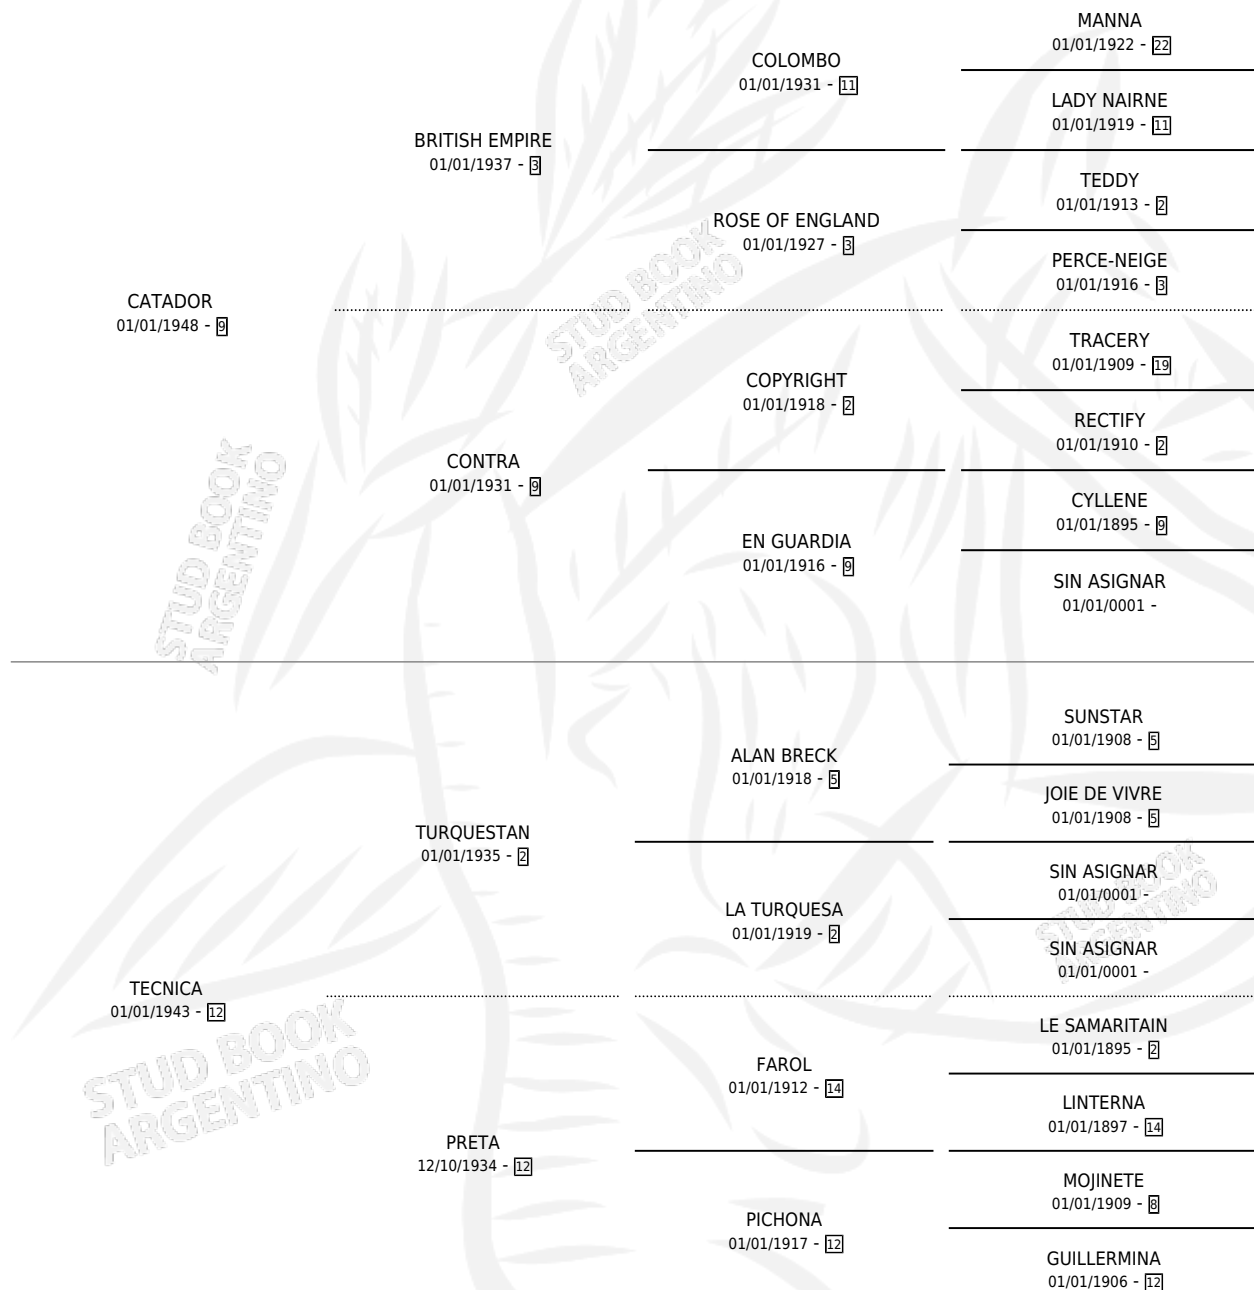 MANNA
01/01/1922 - 22
COLOMBO
01/01/1931 - 11
LADY NAIRNE
01/01/1919 - 11
BRITISH EMPIRE
01/01/1937 - 3
TEDDY
01/01/1913 - 2
ROSE OF ENGLAND
01/01/1927 - 3
PERCE-NEIGE
01/01/1916 - 3
CATADOR
01/01/1948 - 9
STUD BOOK
ARGENTINO
TRACERY
01/01/1909 - 19
COPYRIGHT
01/01/1918 - 2
RECTIFY
01/01/1910 - 2
CONTRA
01/01/1931 - 9
CYLLENE
01/01/1895 - 9
EN GUARDIA
01/01/1916 - 9
SIN ASIGNAR
01/01/0001 -
STUD BOOK
ARGENTINO
SUNSTAR
01/01/1908 - 5
ALAN BRECK
01/01/1918 - 5
JOIE DE VIVRE
01/01/1908 - 5
TURQUESTAN
01/01/1935 - 2
SIN ASIGNAR
01/01/0001 -
LA TURQUESA
01/01/1919 - 2
SIN ASIGNAR
01/01/0001 -
STUD BOOK
ARGENTINO
TECNICA
01/01/1943 - 12
LE SAMARITAIN
01/01/1895 - 2
FAROL
01/01/1912 - 14
LINTERNA
01/01/1897 - 14
STUD BOOK
ARGENTINO
PRETA
12/10/1934 - 12
MOJINETE
01/01/1909 - 8
PICHONA
01/01/1917 - 12
GUILLERMINA
01/01/1906 - 12